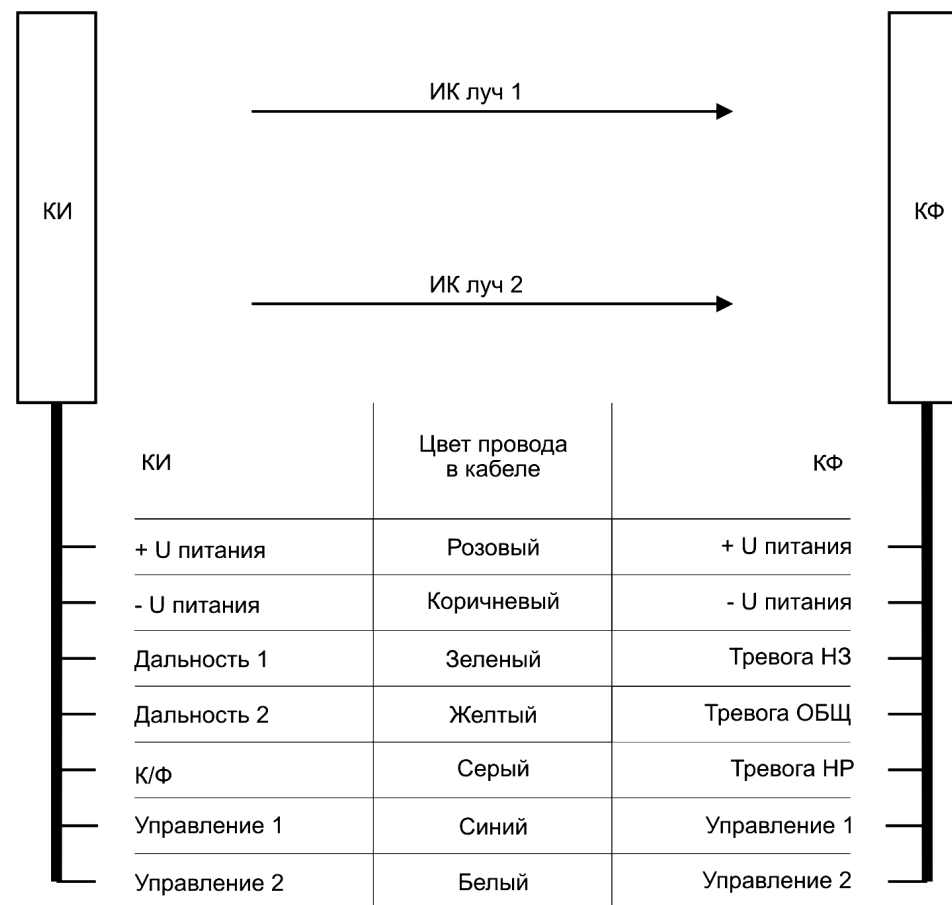 ИК луч 1
КИ
КФ
ИК луч 2
КИ
Цвет провода
в кабеле
КФ
+ U питания
Розовый
+ U питания
- U питания
Коричневый
- U питания
Дальность 1
Зеленый
Тревога НЗ
Дальность 2
Желтый
Тревога ОБЩ
К/Ф
Серый
Тревога НР
Управление 1
Синий
Управление 1
Управление 2
Белый
Управление 2